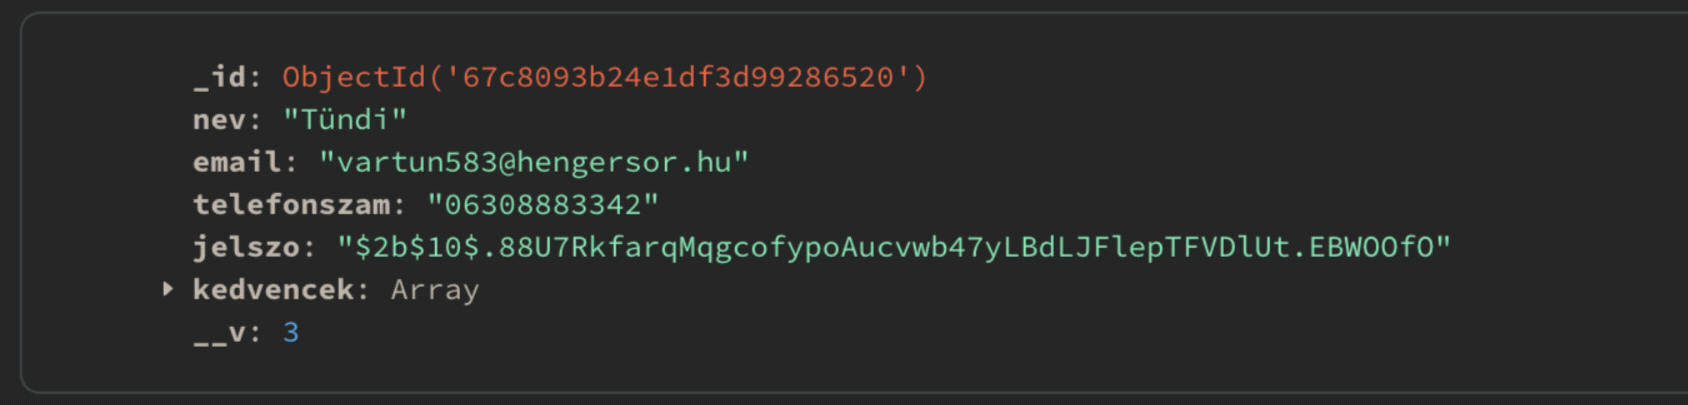 _id: ObjectId('67c8093b24e1df3d99286520')
nev: "Tündi"
email: "vartun583@hengersor.hu"
telefonszam: "06308883342"
jelszo: "$2b$10$.88U7RkfarqMqgcofypoAucvwb47yLBdLJFlepTFVDlUt.EBWOOfO"
kedvencek: Array
__v: 3